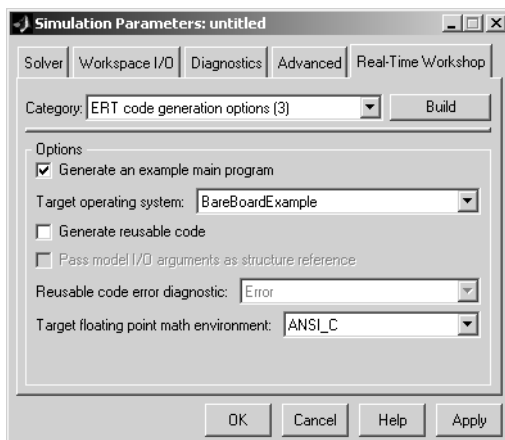 Simulation Parameters: untitled
Solver Workspace I/O Diagnostics Advanced Real-Time Workshop
Category: ERT code generation options (3) Build
Options
Generate an example main program
Target operating system: BareBoardExample
Generate reusable code
Pass model I/O arguments as structure reference
Reusable code error diagnostic: Error
Target floating point math environment: ANSI_C
OK Cancel Help Apply